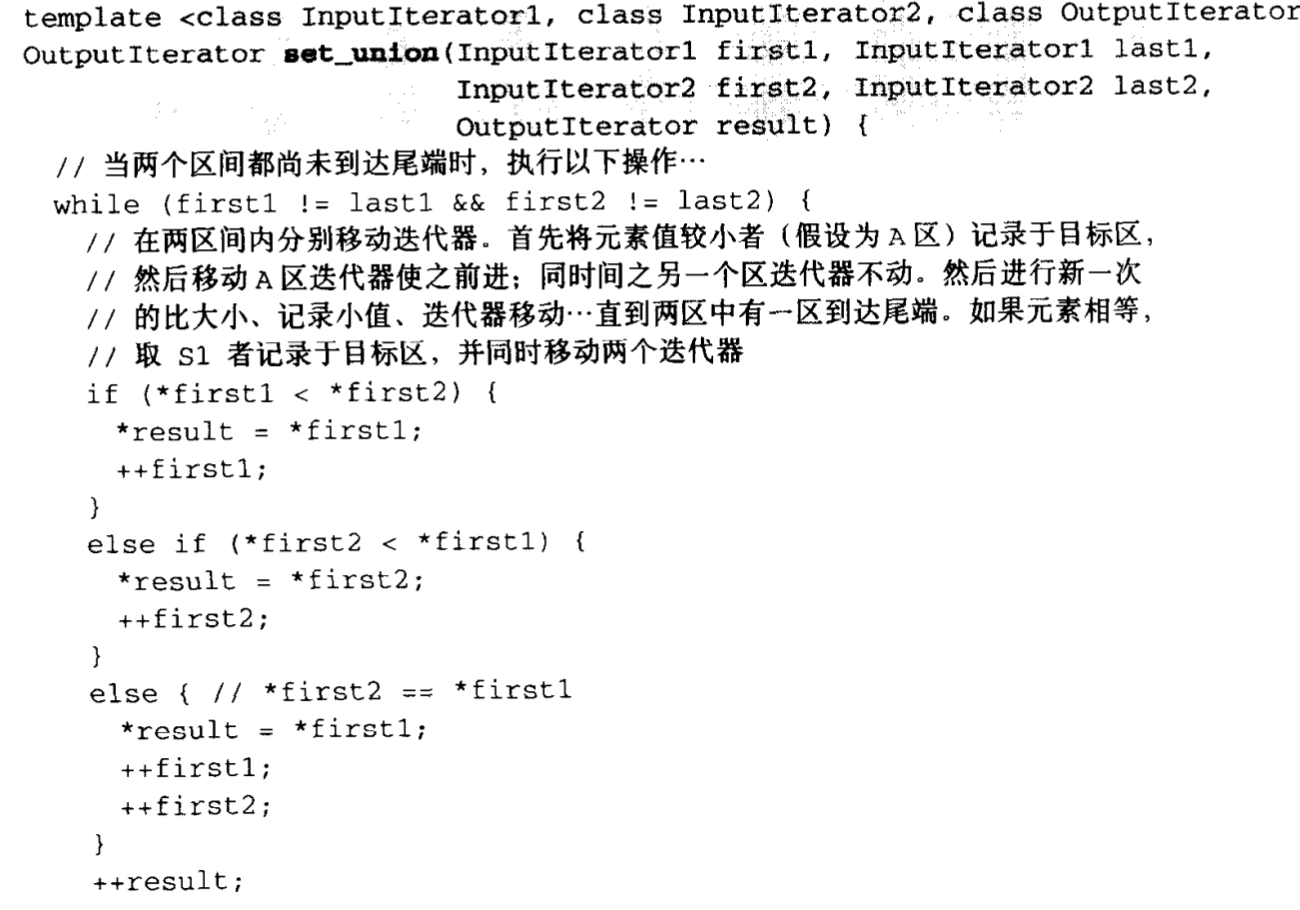 template <class InputIterator1, class InputIterator2, class OutputIterator
OutputIterator set_union(InputIterator1 first1, InputIterator1 last1,
                         InputIterator2 first2, InputIterator2 last2,
                         OutputIterator result) {
  // 当两个区间都尚未到达尾端时，执行以下操作…
  while (first1 != last1 && first2 != last2) {
    // 在两区间内分别移动迭代器。首先将元素值较小者（假设为 A 区）记录于目标区，
    // 然后移动 A 区迭代器使之前进；同时间之另一个区迭代器不动。然后进行新一次
    // 的比大小、记录小值、迭代器移动…直到两区中有一区到达尾端。如果元素相等，
    // 取 S1 者记录于目标区，并同时移动两个迭代器
    if (*first1 < *first2) {
      *result = *first1;
      ++first1;
    }
    else if (*first2 < *first1) {
      *result = *first2;
      ++first2;
    }
    else { // *first2 == *first1
      *result = *first1;
      ++first1;
      ++first2;
    }
    ++result;